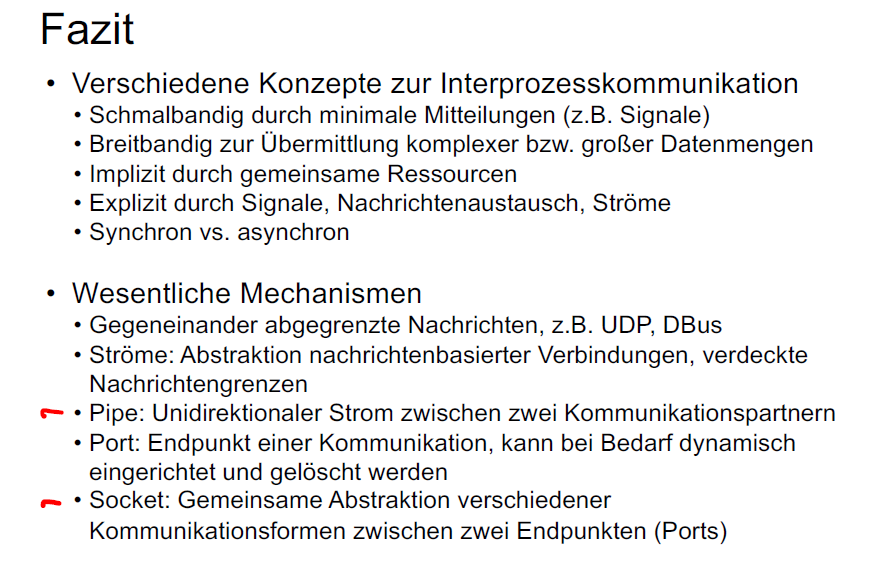 Fazit
• Verschiedene Konzepte zur Interprozesskommunikation
• Schmalbandig durch minimale Mitteilungen (z.B. Signale)
• Breitbandig zur Übermittlung komplexer bzw. großer Datenmengen
• Implizit durch gemeinsame Ressourcen
• Explizit durch Signale, Nachrichtenaustausch, Ströme
• Synchron vs. asynchron
• Wesentliche Mechanismen
• Gegeneinander abgegrenzte Nachrichten, z.B. UDP, DBus
• Ströme: Abstraktion nachrichtenbasierter Verbindungen, verdeckte
Nachrichtengrenzen
• Pipe: Unidirektionaler Strom zwischen zwei Kommunikationspartnern
• Port: Endpunkt einer Kommunikation, kann bei Bedarf dynamisch
eingerichtet und gelöscht werden
• Socket: Gemeinsame Abstraktion verschiedener
Kommunikationsformen zwischen zwei Endpunkten (Ports)